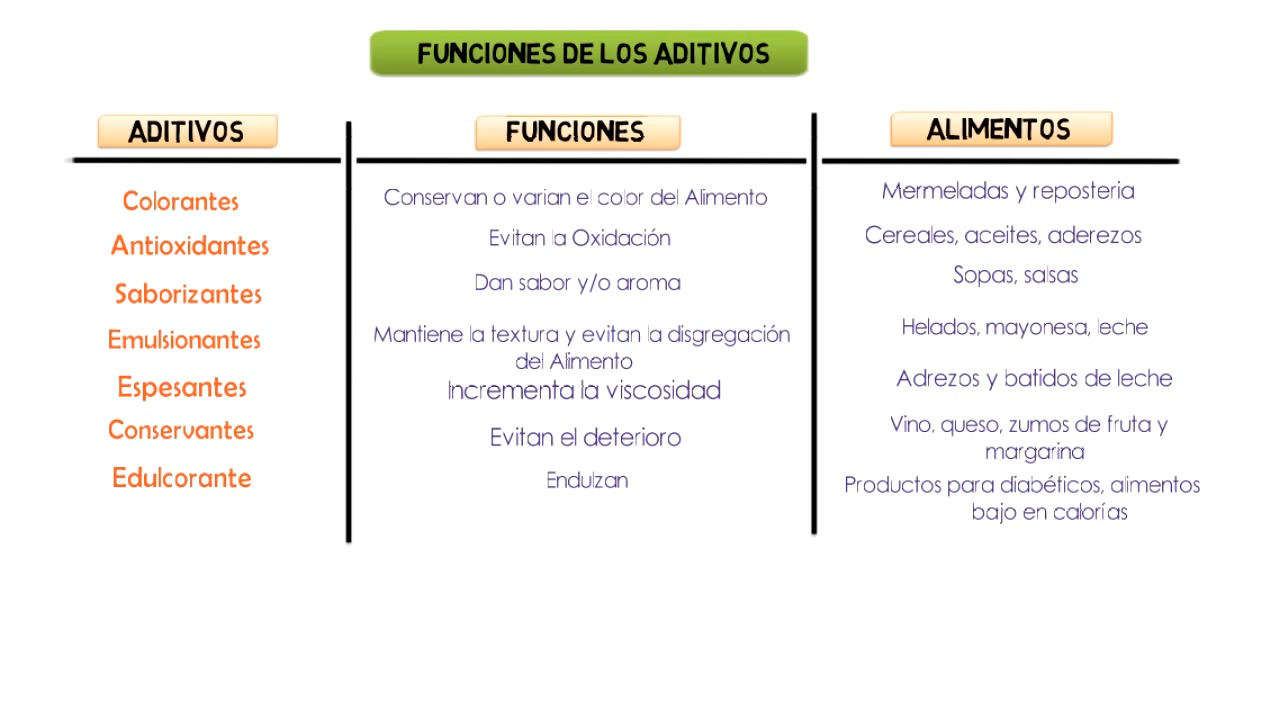 FUNCIONES DE LOS ADITIVOS
ADITIVOS
FUNCIONES
ALIMENTOS
Colorantes
Conservan o varian el color del Alimento
Mermeladas y reposteria
Antioxidantes
Evitan la Oxidación
Cereales, aceites, aderezos
Saborizantes
Dan sabor y/o aroma
Sopas, salsas
Emulsionantes
Mantiene la textura y evitan la disgregación
del Alimento
Helados, mayonesa, leche
Espesantes
Incrementa la viscosidad
Adrezos y batidos de leche
Conservantes
Evitan el deterioro
Vino, queso, zumos de fruta y
margarina
Edulcorante
Endulzan
Productos para diabéticos, alimentos
bajo en calorías